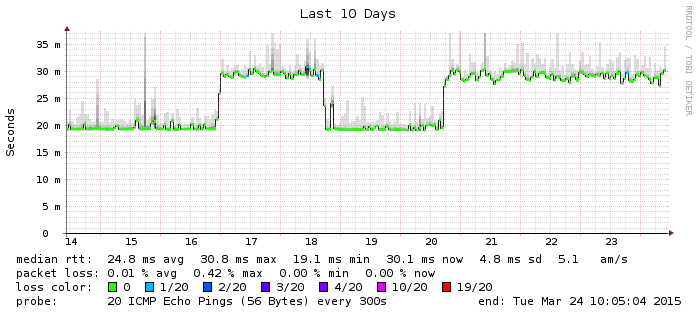 Last 10 Days
RRDTOOL / TOBI OETIKER
Seconds
35 m
30 m
25 m
20 m
15 m
10 m
5 m
0
14 15 16 17 18 19 20 21 22 23
median rtt: 24.8 ms avg 30.8 ms max 19.1 ms min 30.1 ms now 4.8 ms sd 5.1 am/s
packet loss: 0.01 % avg 0.42 % max 0.00 % min 0.00 % now
loss color: 0 1/20 2/20 3/20 4/20 10/20 19/20
probe: 20 ICMP Echo Pings (56 Bytes) every 300s end: Tue Mar 24 10:05:04 2015